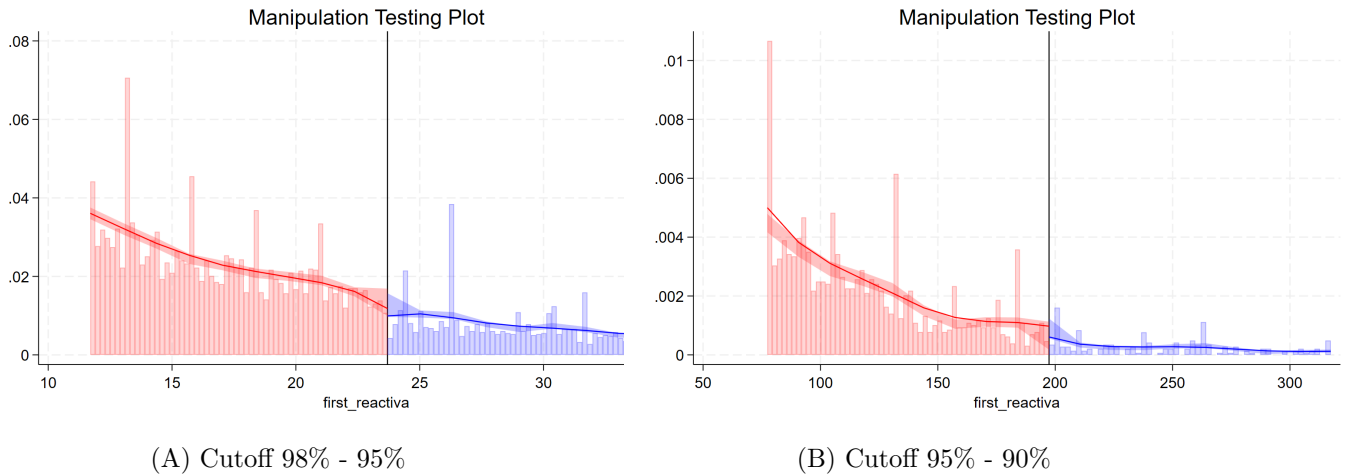 Manipulation Testing Plot
.08
.06
.04
.02
0
10 15 20 25 30
first_reactiva
(A) Cutoff 98% - 95%
Manipulation Testing Plot
.01
.008
.006
.004
.002
0
50 100 150 200 250 300
first_reactiva
(B) Cutoff 95% - 90%